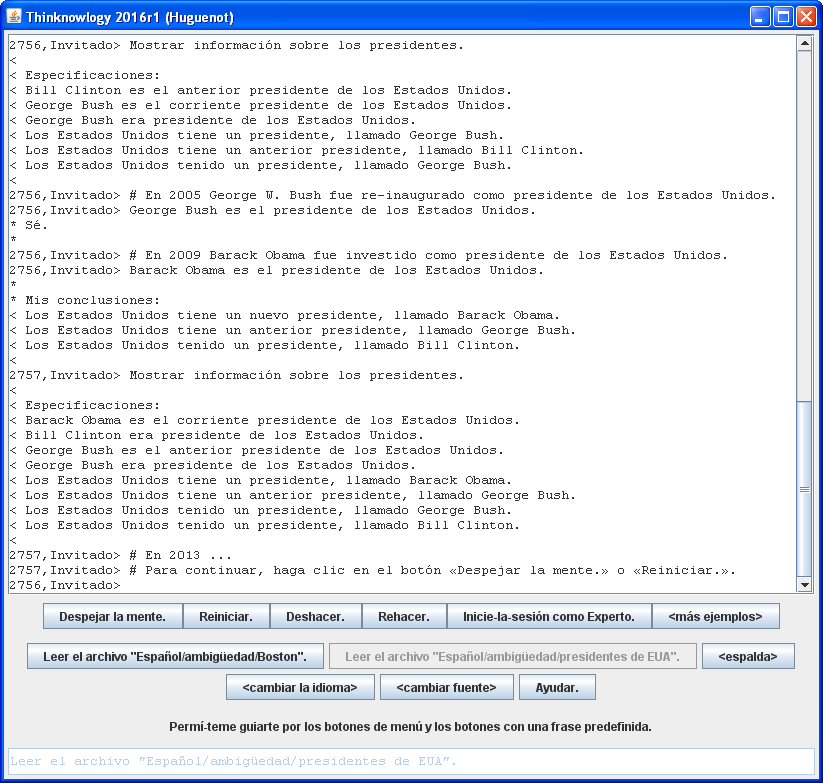 Thinknowlogy 2016r1 (Huguenot)
2756,Invitado> Mostrar información sobre los presidentes.
<
< Especificaciones:
< Bill Clinton es el anterior presidente de los Estados Unidos.
< George Bush es el corriente presidente de los Estados Unidos.
< George Bush era presidente de los Estados Unidos.
< Los Estados Unidos tiene un presidente, llamado George Bush.
< Los Estados Unidos tiene un anterior presidente, llamado Bill Clinton.
< Los Estados Unidos tenido un presidente, llamado George Bush.
<
2756,Invitado> # En 2005 George W. Bush fue re-inaugurado como presidente de los Estados Unidos.
2756,Invitado> George Bush es el presidente de los Estados Unidos.
* Sé.
*
2756,Invitado> # En 2009 Barack Obama fue investido como presidente de los Estados Unidos.
2756,Invitado> Barack Obama es el presidente de los Estados Unidos.
*
* Mis conclusiones:
< Los Estados Unidos tiene un nuevo presidente, llamado Barack Obama.
< Los Estados Unidos tiene un anterior presidente, llamado George Bush.
< Los Estados Unidos tenido un presidente, llamado Bill Clinton.
<
2757,Invitado> Mostrar información sobre los presidentes.
<
< Especificaciones:
< Barack Obama es el corriente presidente de los Estados Unidos.
< Bill Clinton era presidente de los Estados Unidos.
< George Bush es el anterior presidente de los Estados Unidos.
< George Bush era presidente de los Estados Unidos.
< Los Estados Unidos tiene un presidente, llamado Barack Obama.
< Los Estados Unidos tiene un anterior presidente, llamado George Bush.
< Los Estados Unidos tenido un presidente, llamado George Bush.
< Los Estados Unidos tenido un presidente, llamado Bill Clinton.
<
2757,Invitado> # En 2013 ...
2757,Invitado> # Para continuar, haga clic en el botón «Despejar la mente.» o «Reiniciar.».
2756,Invitado>
Despejar la mente. Reiniciar. Deshacer. Rehacer. Inicie-la-sesión como Experto. <más ejemplos>
Leer el archivo "Español/ambigüedad/Boston". Leer el archivo "Español/ambigüedad/presidentes de EUA". <espalda>
<cambiar la idioma> <cambiar fuente> Ayudar.
Permí-teme guiarte por los botones de menú y los botones con una frase predefinida.
Leer el archivo "Español/ambigüedad/presidentes de EUA".